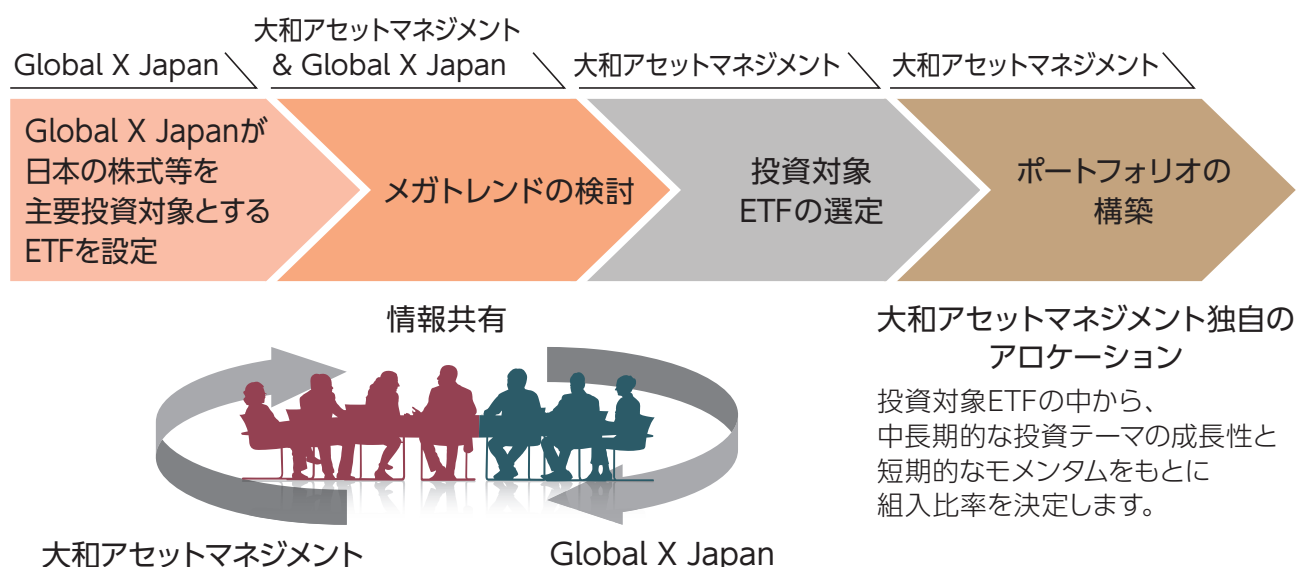 Global X Japan
大和アセットマネジメント
& Global X Japan
大和アセットマネジメント
大和アセットマネジメント
Global X Japanが
日本の株式等を
主要投資対象とする
ETFを設定
メガトレンドの検討
投資対象
ETFの選定
ポートフォリオの
構築
情報共有
大和アセットマネジメント
Global X Japan
大和アセットマネジメント独自の
アロケーション
投資対象ETFの中から、
中長期的な投資テーマの成長性と
短期的なモメンタムをもとに
組入比率を決定します。